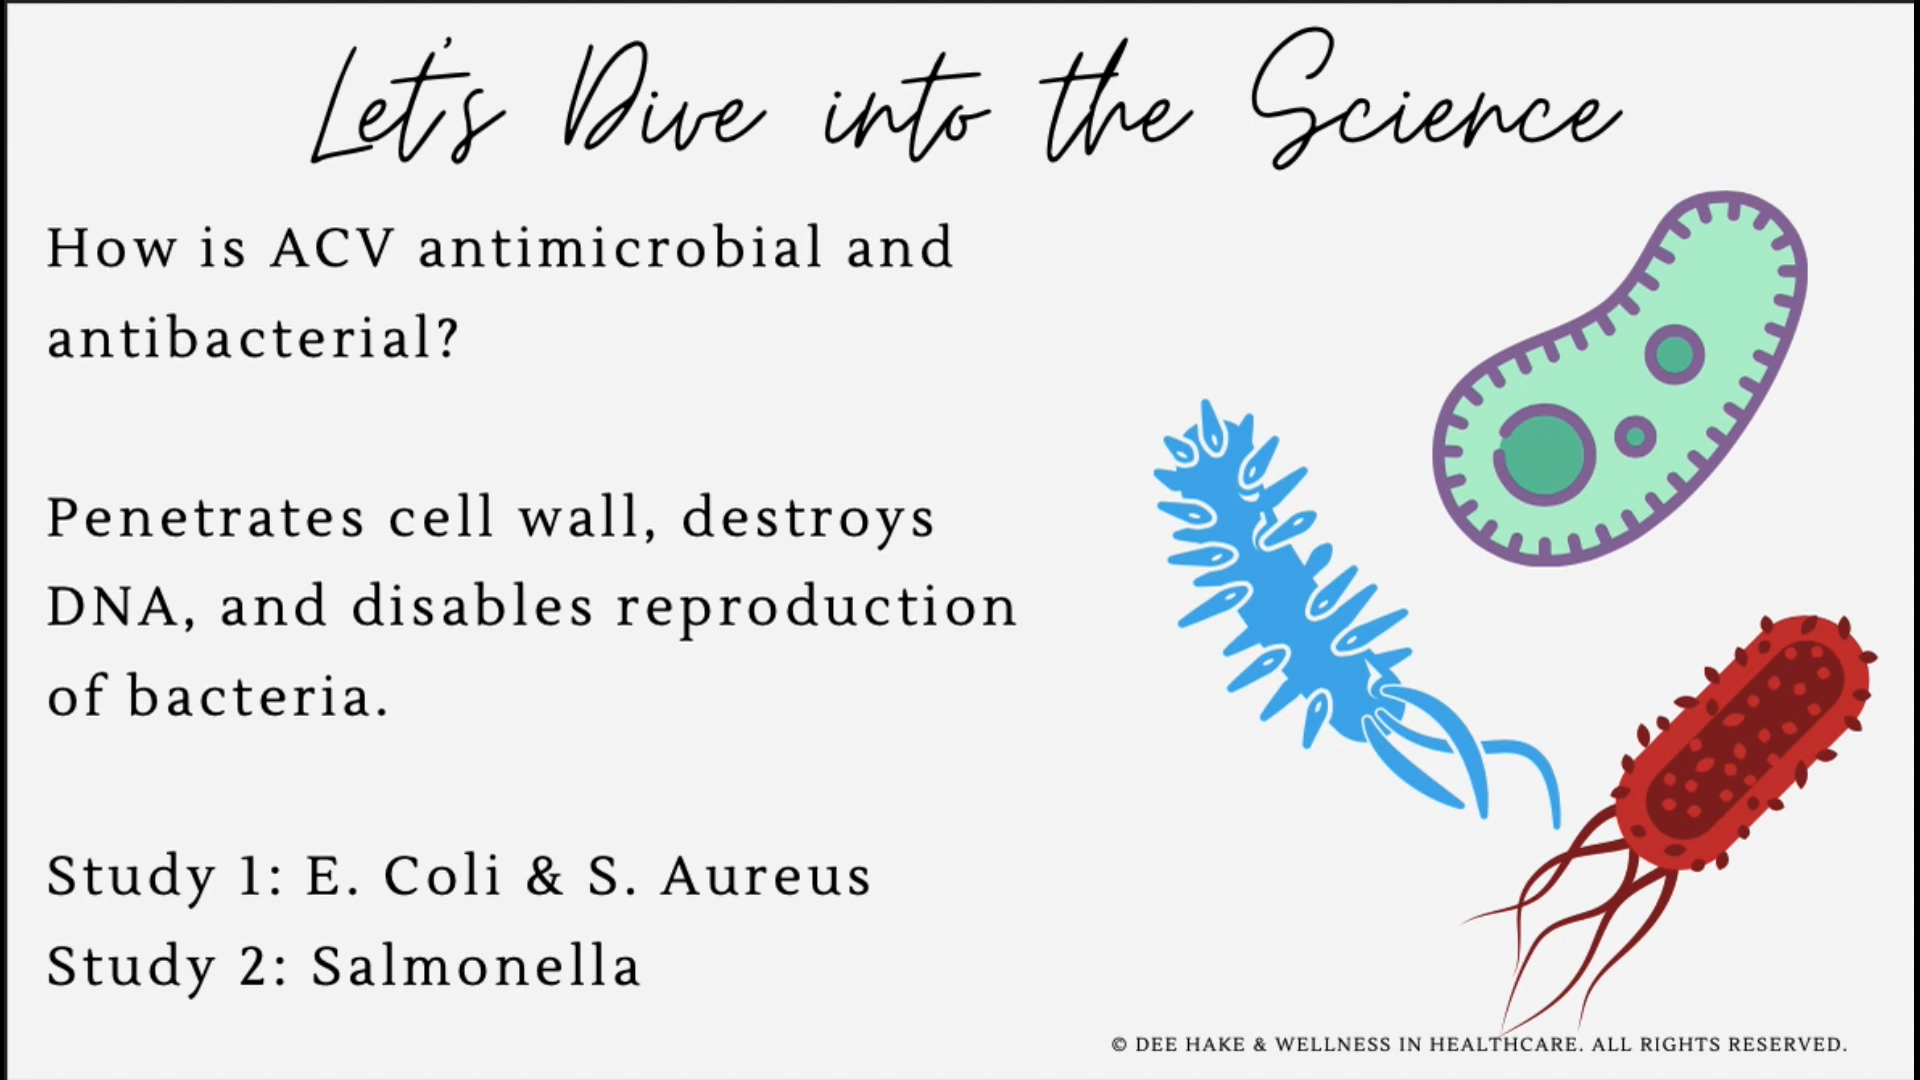 Let's Dive into the Science
How is ACV antimicrobial and
antibacterial?
Penetrates cell wall, destroys
DNA, and disables reproduction
of bacteria.
Study 1: E. Coli & S. Aureus
Study 2: Salmonella
© DEE HAKE & WELLNESS IN HEALTHCARE. ALL RIGHTS RESERVED.